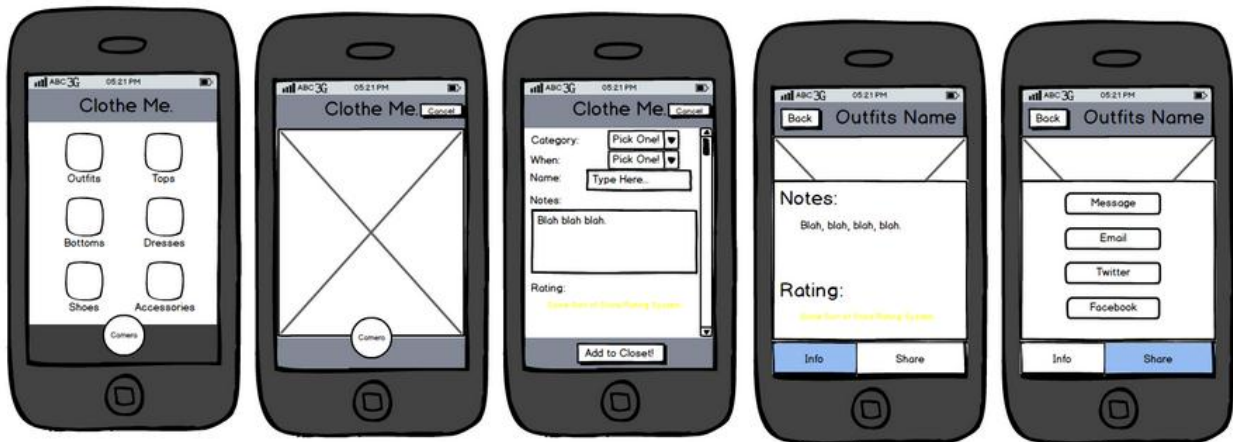 ABC 3G 05:21 PM
Clothe Me.
Outfits Tops
Bottoms Dresses
Shoes Accessories
Camera
ABC 3G 05:21 PM
Clothe Me. Cancel
Camera
ABC 3G 05:21 PM
Clothe Me. Cancel
Category: Pick One!
When: Pick One!
Name: Type Here...
Notes:
Blah blah blah.
Rating:
Add to Closet!
ABC 3G 05:21 PM
Back Outfits Name
Notes:
Blah, blah, blah, blah.
Rating:
Info Share
ABC 3G 05:21 PM
Back Outfits Name
Message
Email
Twitter
Facebook
Info Share